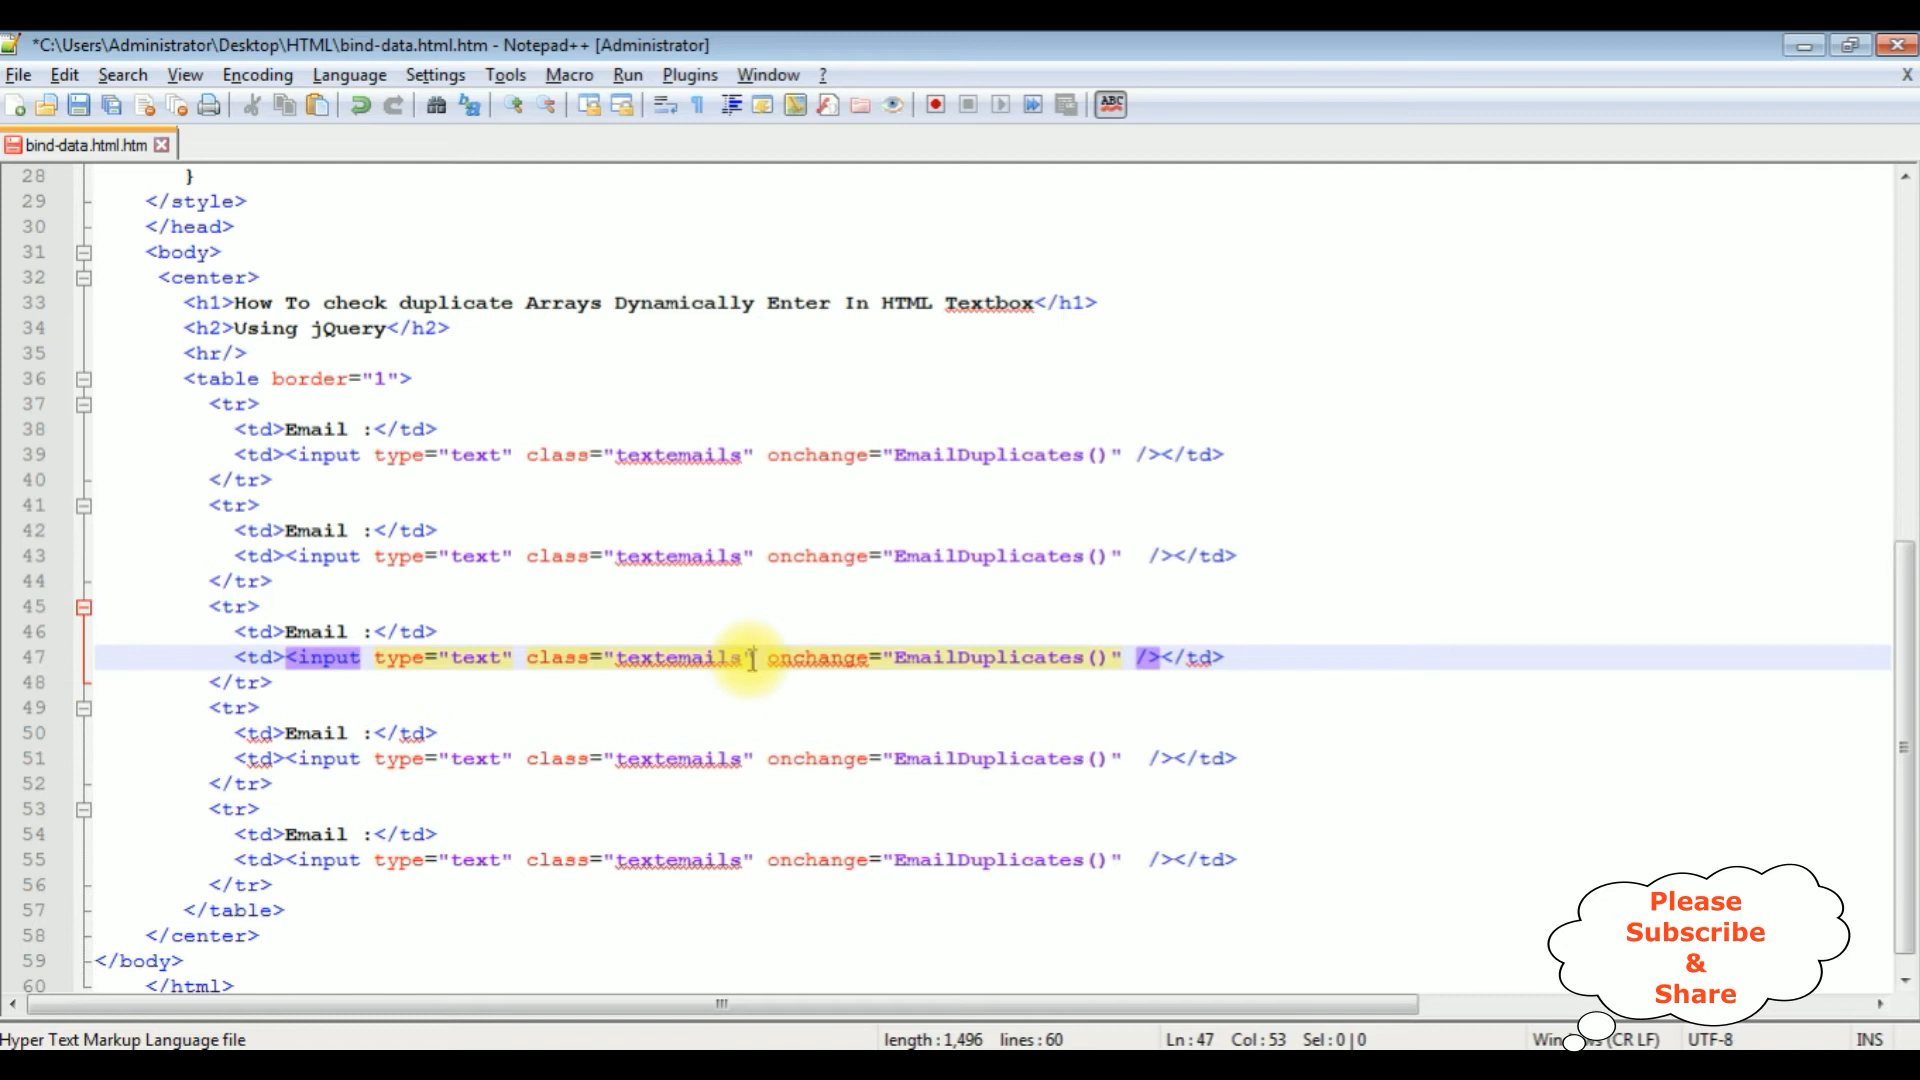 *C:\Users\Administrator\Desktop\HTML\bind-data.html.htm - Notepad++ [Administrator]
File Edit Search View Encoding Language Settings Tools Macro Run Plugins Window ? X
ABC
bind-data.html.htm
28 }
29 </style>
30 </head>
31 <body>
32 <center>
33 <h1>How To check duplicate Arrays Dynamically Enter In HTML Textbox</h1>
34 <h2>Using jQuery</h2>
35 <hr/>
36 <table border="1">
37 <tr>
38 <td>Email :</td>
39 <td><input type="text" class="textemails" onchange="EmailDuplicates()" /></td>
40 </tr>
41 <tr>
42 <td>Email :</td>
43 <td><input type="text" class="textemails" onchange="EmailDuplicates()"  /></td>
44 </tr>
45 <tr>
46 <td>Email :</td>
47 <td><input type="text" class="textemails" onchange="EmailDuplicates()" /></td>
48 </tr>
49 <tr>
50 <td>Email :</td>
51 <td><input type="text" class="textemails" onchange="EmailDuplicates()"  /></td>
52 </tr>
53 <tr>
54 <td>Email :</td>
55 <td><input type="text" class="textemails" onchange="EmailDuplicates()"  /></td>
56 </tr>
57 </table>
58 </center>
59 </body>
60 </html>
Please
Subscribe
&
Share
Hyper Text Markup Language file length : 1,496 lines : 60 Ln : 47 Col : 53 Sel : 0 | 0 (CR LF) UTF-8 INS